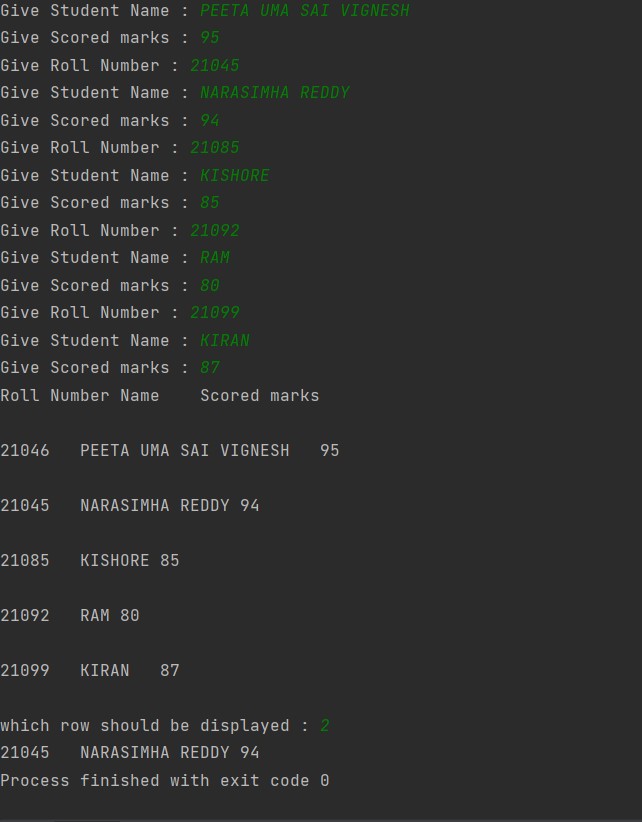 Give Student Name : PEETA UMA SAI VIGNESH
Give Scored marks : 95
Give Roll Number : 21045
Give Student Name : NARASIMHA REDDY
Give Scored marks : 94
Give Roll Number : 21085
Give Student Name : KISHORE
Give Scored marks : 85
Give Roll Number : 21092
Give Student Name : RAM
Give Scored marks : 80
Give Roll Number : 21099
Give Student Name : KIRAN
Give Scored marks : 87
Roll Number Name    Scored marks
21046   PEETA UMA SAI VIGNESH   95
21045   NARASIMHA REDDY 94
21085   KISHORE 85
21092   RAM 80
21099   KIRAN   87
which row should be displayed : 2
21045   NARASIMHA REDDY 94
Process finished with exit code 0